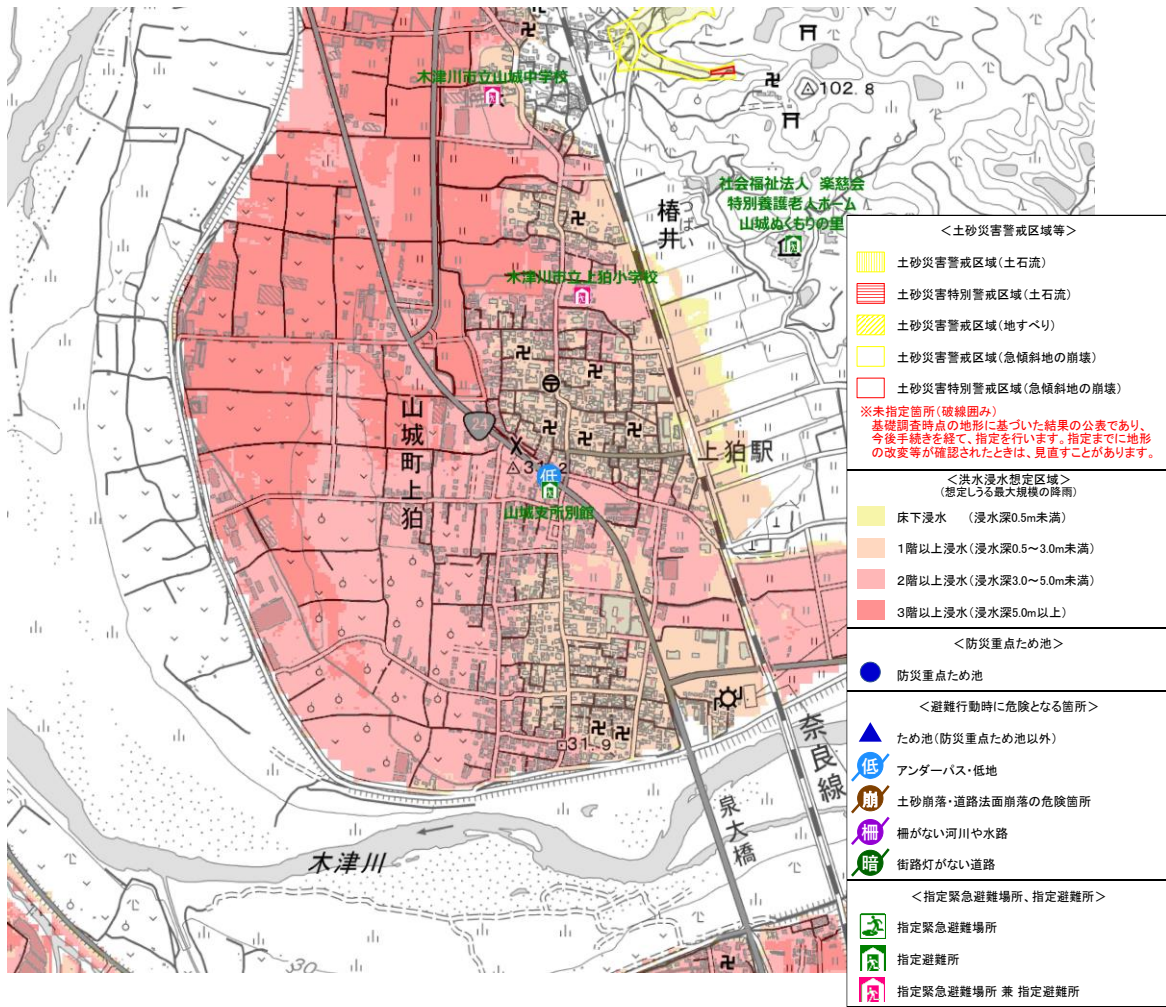 木津川市立山城中学校
102.8
社会福祉法人 楽慈会
特別養護老人ホーム
山城ぬくもりの里
椿井
つばい
木津川市立上狛小学校
24
山城町上狛
上狛駅
低
山城支所別館
31.9
奈良線
泉大橋
木津川
30
<土砂災害警戒区域等>
土砂災害警戒区域(土石流)
土砂災害特別警戒区域(土石流)
土砂災害警戒区域(地すべり)
土砂災害警戒区域(急傾斜地の崩壊)
土砂災害特別警戒区域(急傾斜地の崩壊)
※未指定箇所(破線囲み)
基礎調査時点の地形に基づいた結果の公表であり、
今後手続きを経て、指定を行います。指定までに地形
の改変等が確認されたときは、見直すことがあります。
<洪水浸水想定区域>
(想定しうる最大規模の降雨)
床下浸水 (浸水深0.5m未満)
1階以上浸水(浸水深0.5~3.0m未満)
2階以上浸水(浸水深3.0~5.0m未満)
3階以上浸水(浸水深5.0m以上)
<防災重点ため池>
防災重点ため池
<避難行動時に危険となる箇所>
ため池(防災重点ため池以外)
低 アンダーパス・低地
崩 土砂崩落・道路法面崩落の危険箇所
柵 柵がない河川や水路
暗 街路灯がない道路
<指定緊急避難場所、指定避難所>
指定緊急避難場所
指定避難所
指定緊急避難場所 兼 指定避難所